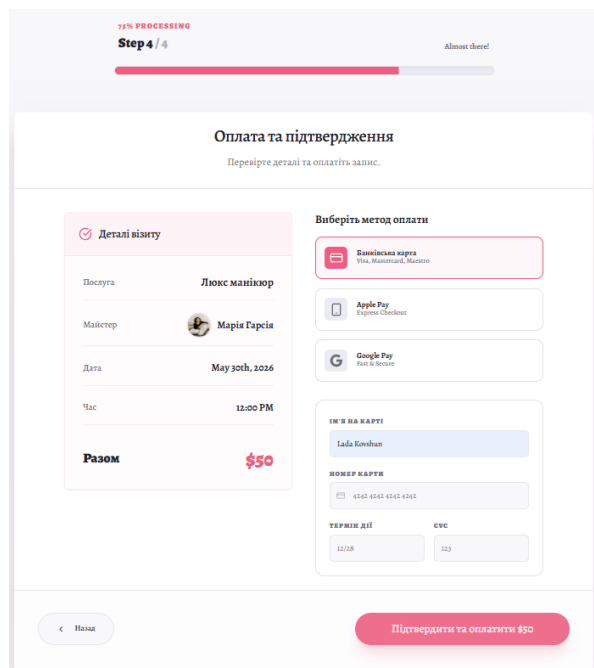 75% PROCESSING
Step 4 / 4
Almost there!
Оплата та підтвердження
Перевірте деталі та оплатіть запис.
Деталі візиту
Послуга Люкс манікюр
Майстер Марія Гарсія
Дата May 30th, 2026
Час 12:00 PM
Разом $50
Виберіть метод оплати
Банківська карта
Visa, Mastercard, Maestro
Apple Pay
Express Checkout
Google Pay
Fast & Secure
ІМ'Я НА КАРТІ
Lada Kovshun
НОМЕР КАРТИ
4242 4242 4242 4242
ТЕРМІН ДІЇ CVC
12/28 123
Назад
Підтвердити та оплатити $50